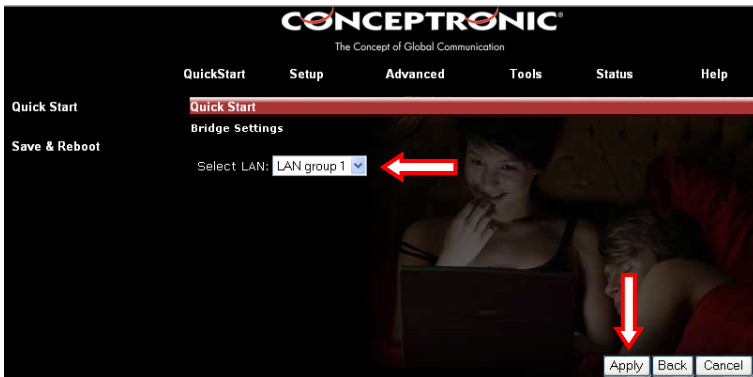 CONCEPTRONIC®
The Concept of Global Communication
QuickStart Setup Advanced Tools Status Help
Quick Start
Save & Reboot
Quick Start
Bridge Settings
Select LAN: LAN group 1
Apply Back Cancel